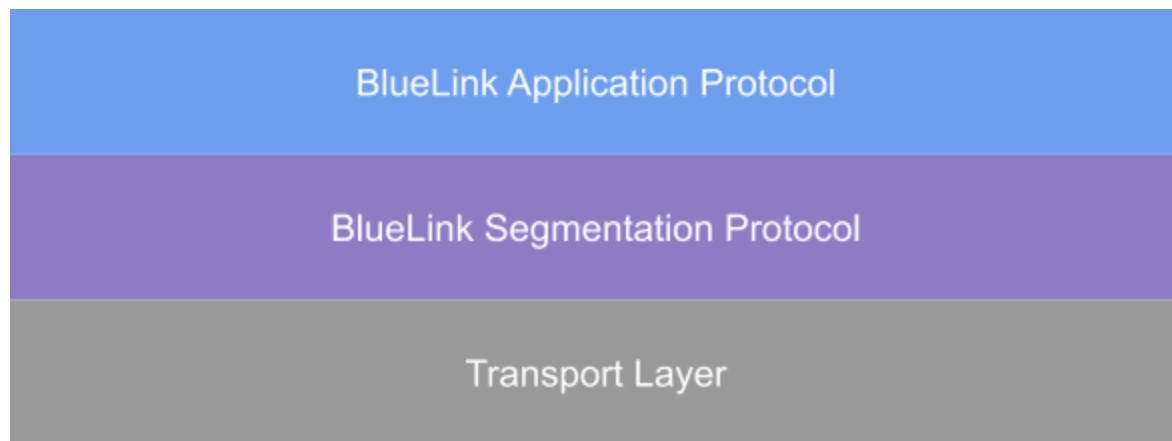 BlueLink Application Protocol
BlueLink Segmentation Protocol
Transport Layer